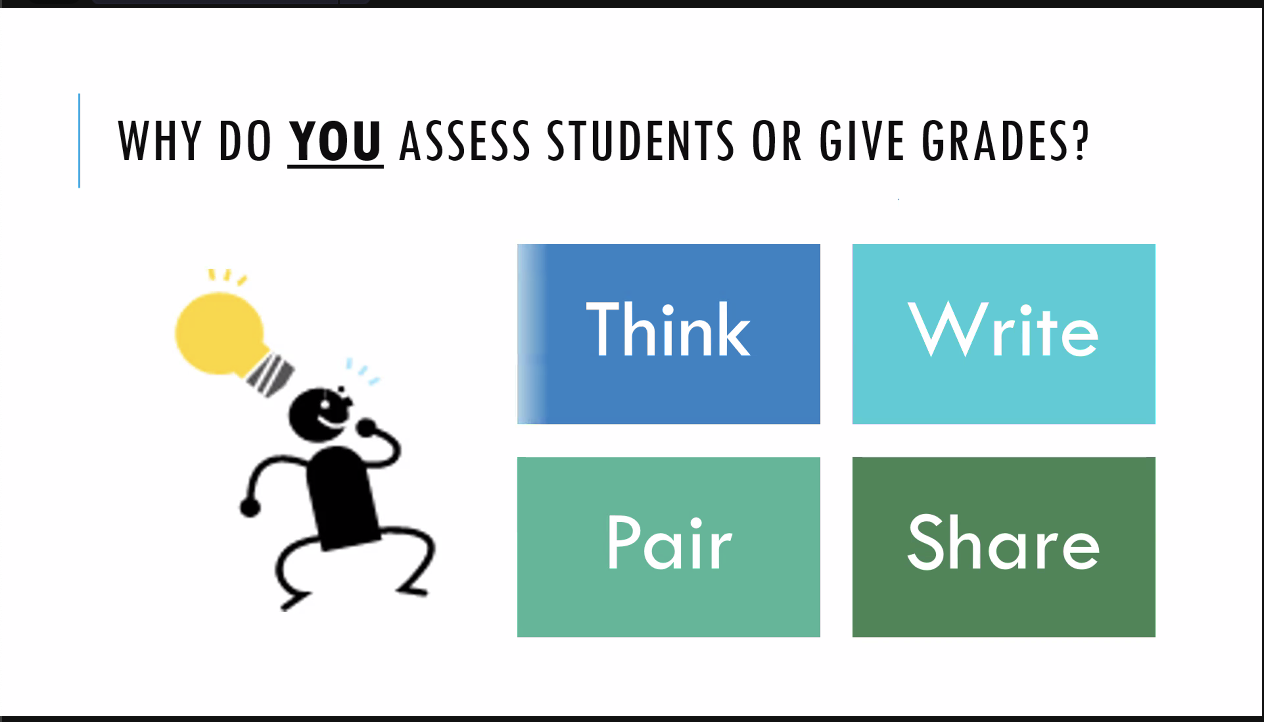 WHY DO YOU ASSESS STUDENTS OR GIVE GRADES?
Think
Write
Pair
Share